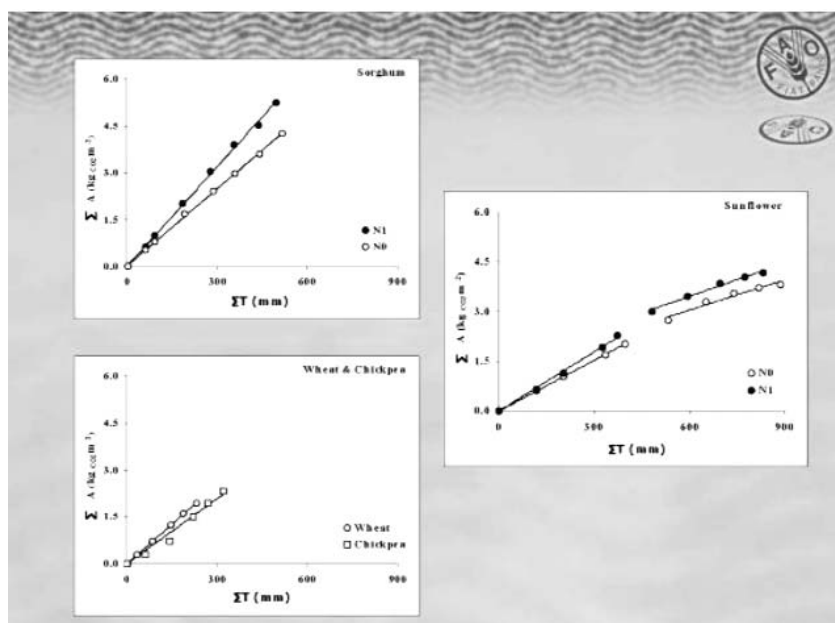 Sorghum
6.0
4.5
3.0
1.5
0.0
0
300
600
900
Σ A (kg CO2 m-2)
ΣT (mm)
N1
N0
Sunflower
6.0
4.5
3.0
1.5
0.0
0
300
600
900
Σ A (kg CO2 m-2)
ΣT (mm)
N0
N1
Wheat & Chickpea
6.0
4.5
3.0
1.5
0.0
0
300
600
900
Σ A (kg CO2 m-2)
ΣT (mm)
Wheat
Chickpea
F A O
FIAT PANIS